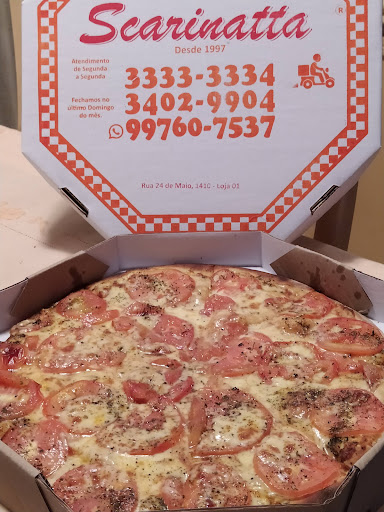 Scarinatta
®
Desde 1997
Atendimento
de Segunda
a Segunda
3333-3334
Fechamos no
último Domingo
do mês.
3402-9904
99760-7537
Rua 24 de Maio, 1410 - Loja 01